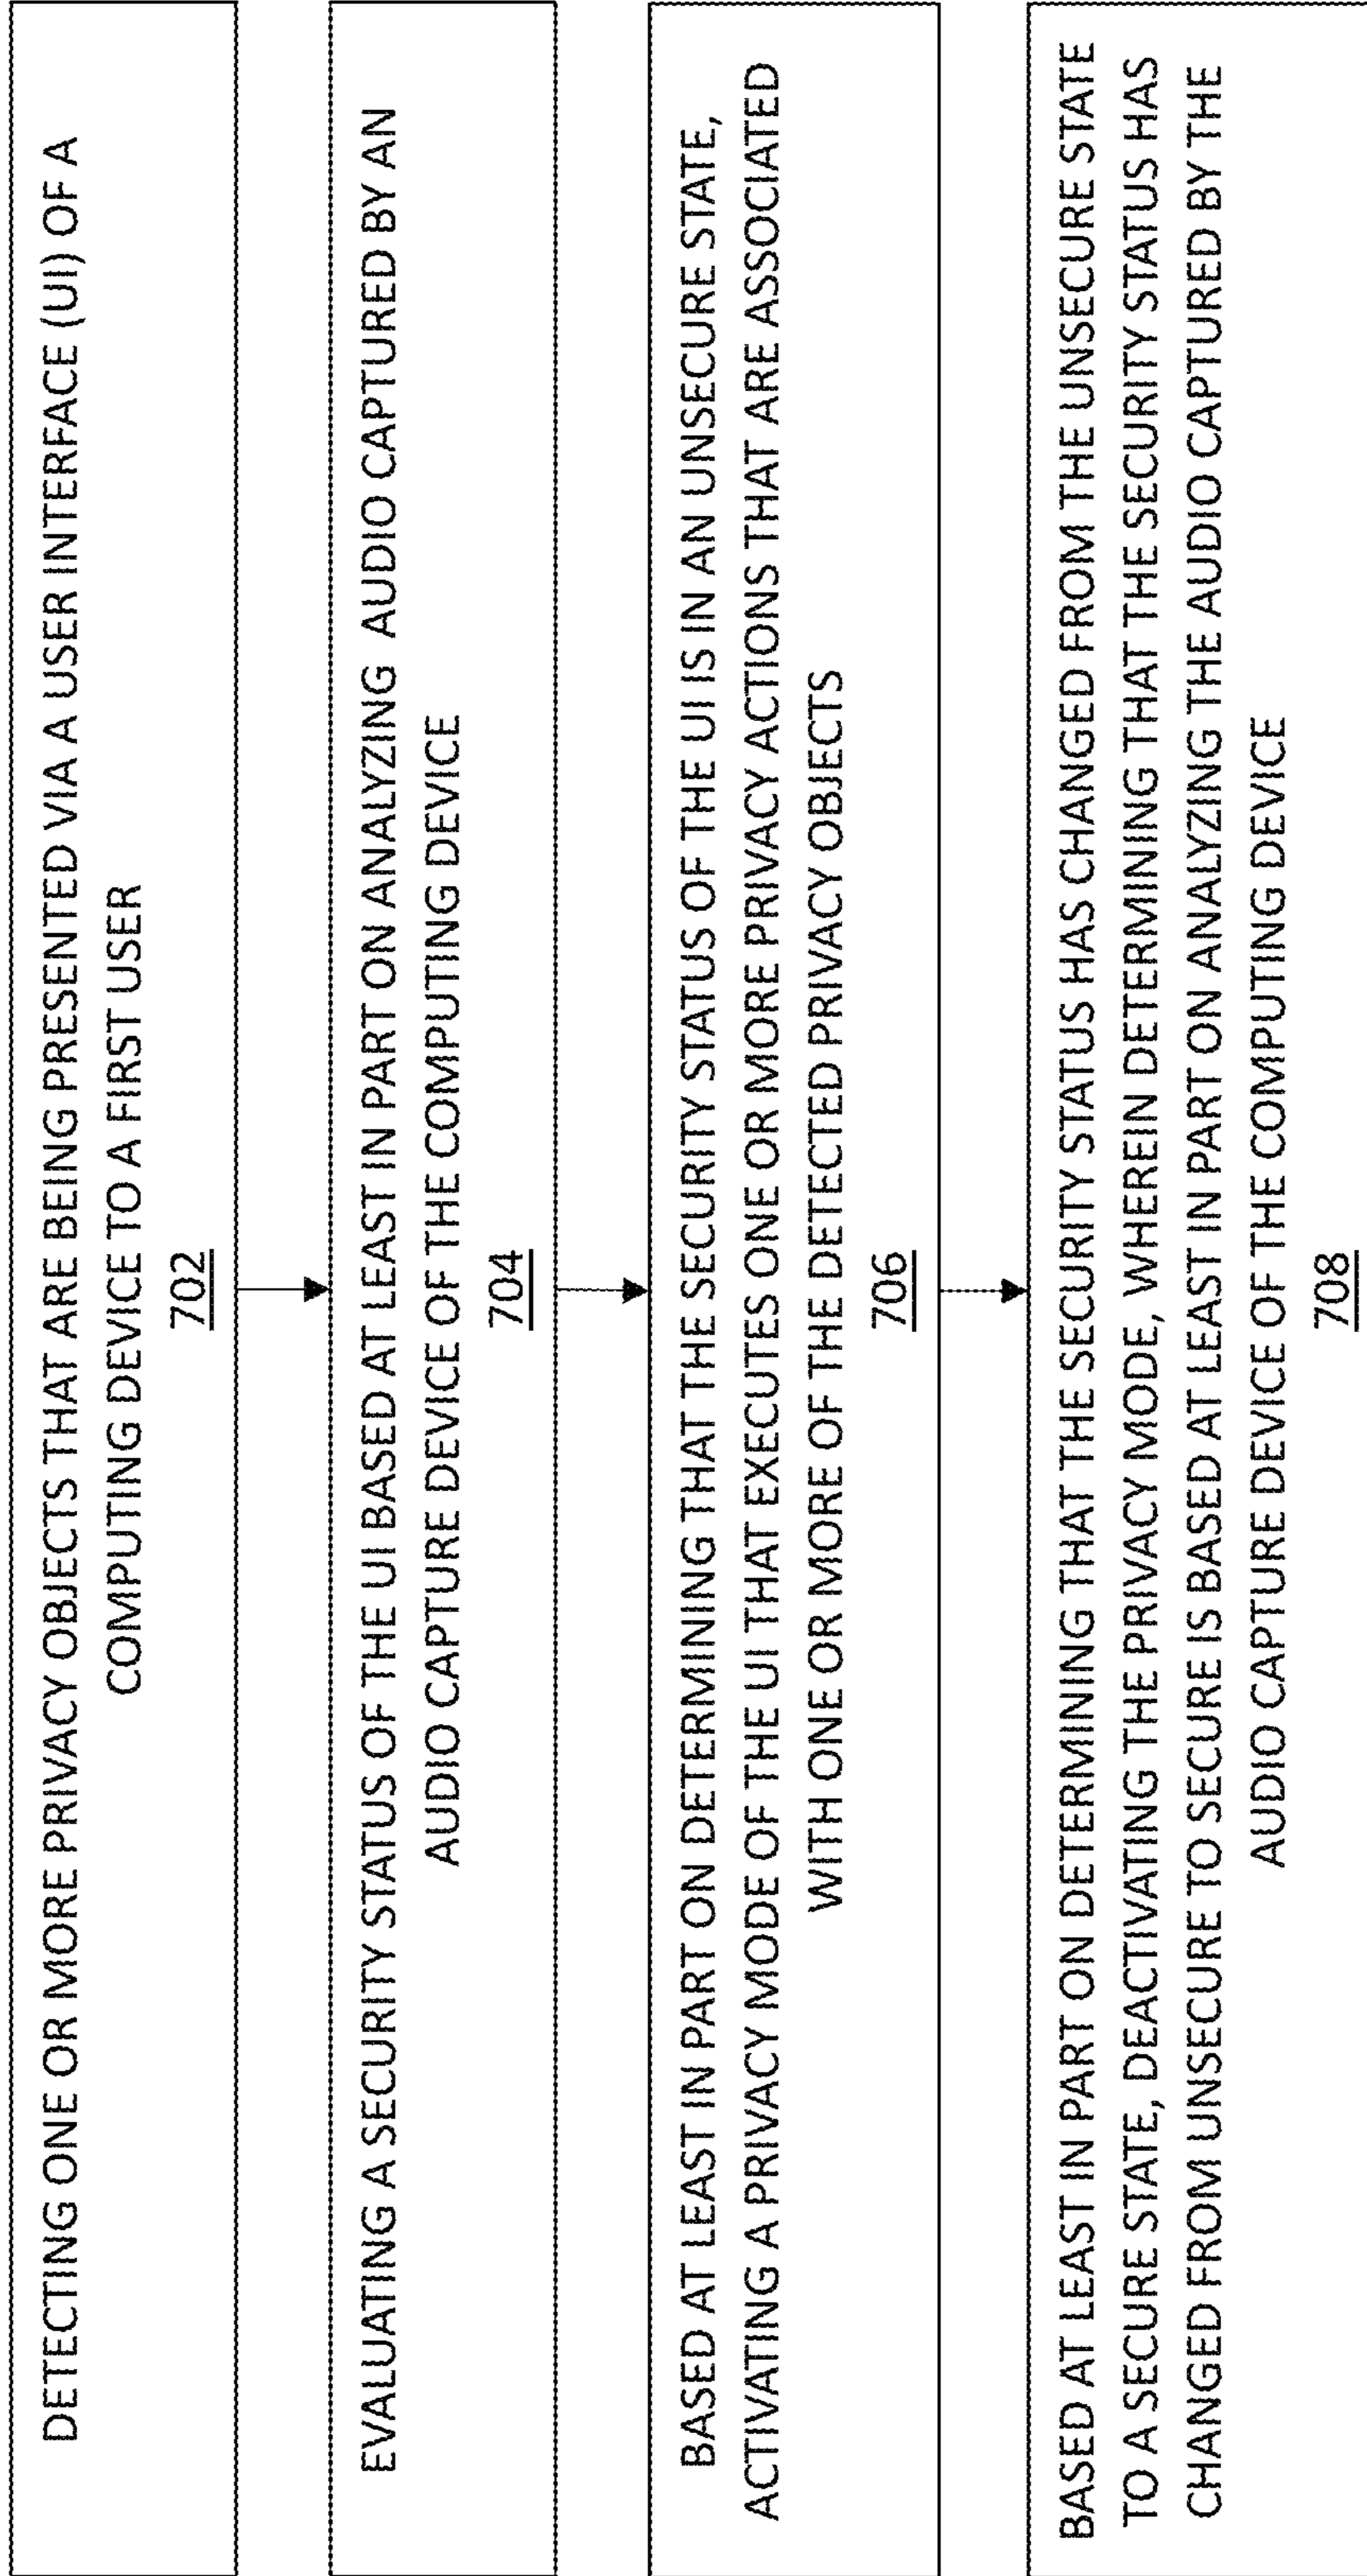 DETECTING ONE OR MORE PRIVACY OBJECTS THAT ARE BEING PRESENTED VIA A USER INTERFACE (UI) OF A
COMPUTING DEVICE TO A FIRST USER
702
EVALUATING A SECURITY STATUS OF THE UI BASED AT LEAST IN PART ON ANALYZING AUDIO CAPTURED BY AN
AUDIO CAPTURE DEVICE OF THE COMPUTING DEVICE
704
BASED AT LEAST IN PART ON DETERMINING THAT THE SECURITY STATUS OF THE UI IS IN AN UNSECURE STATE,
ACTIVATING A PRIVACY MODE OF THE UI THAT EXECUTES ONE OR MORE PRIVACY ACTIONS THAT ARE ASSOCIATED
WITH ONE OR MORE OF THE DETECTED PRIVACY OBJECTS
706
BASED AT LEAST IN PART ON DETERMINING THAT THE SECURITY STATUS HAS CHANGED FROM THE UNSECURE STATE
TO A SECURE STATE, DEACTIVATING THE PRIVACY MODE, WHEREIN DETERMINING THAT THE SECURITY STATUS HAS
CHANGED FROM UNSECURE TO SECURE IS BASED AT LEAST IN PART ON ANALYZING THE AUDIO CAPTURED BY THE
AUDIO CAPTURE DEVICE OF THE COMPUTING DEVICE
708